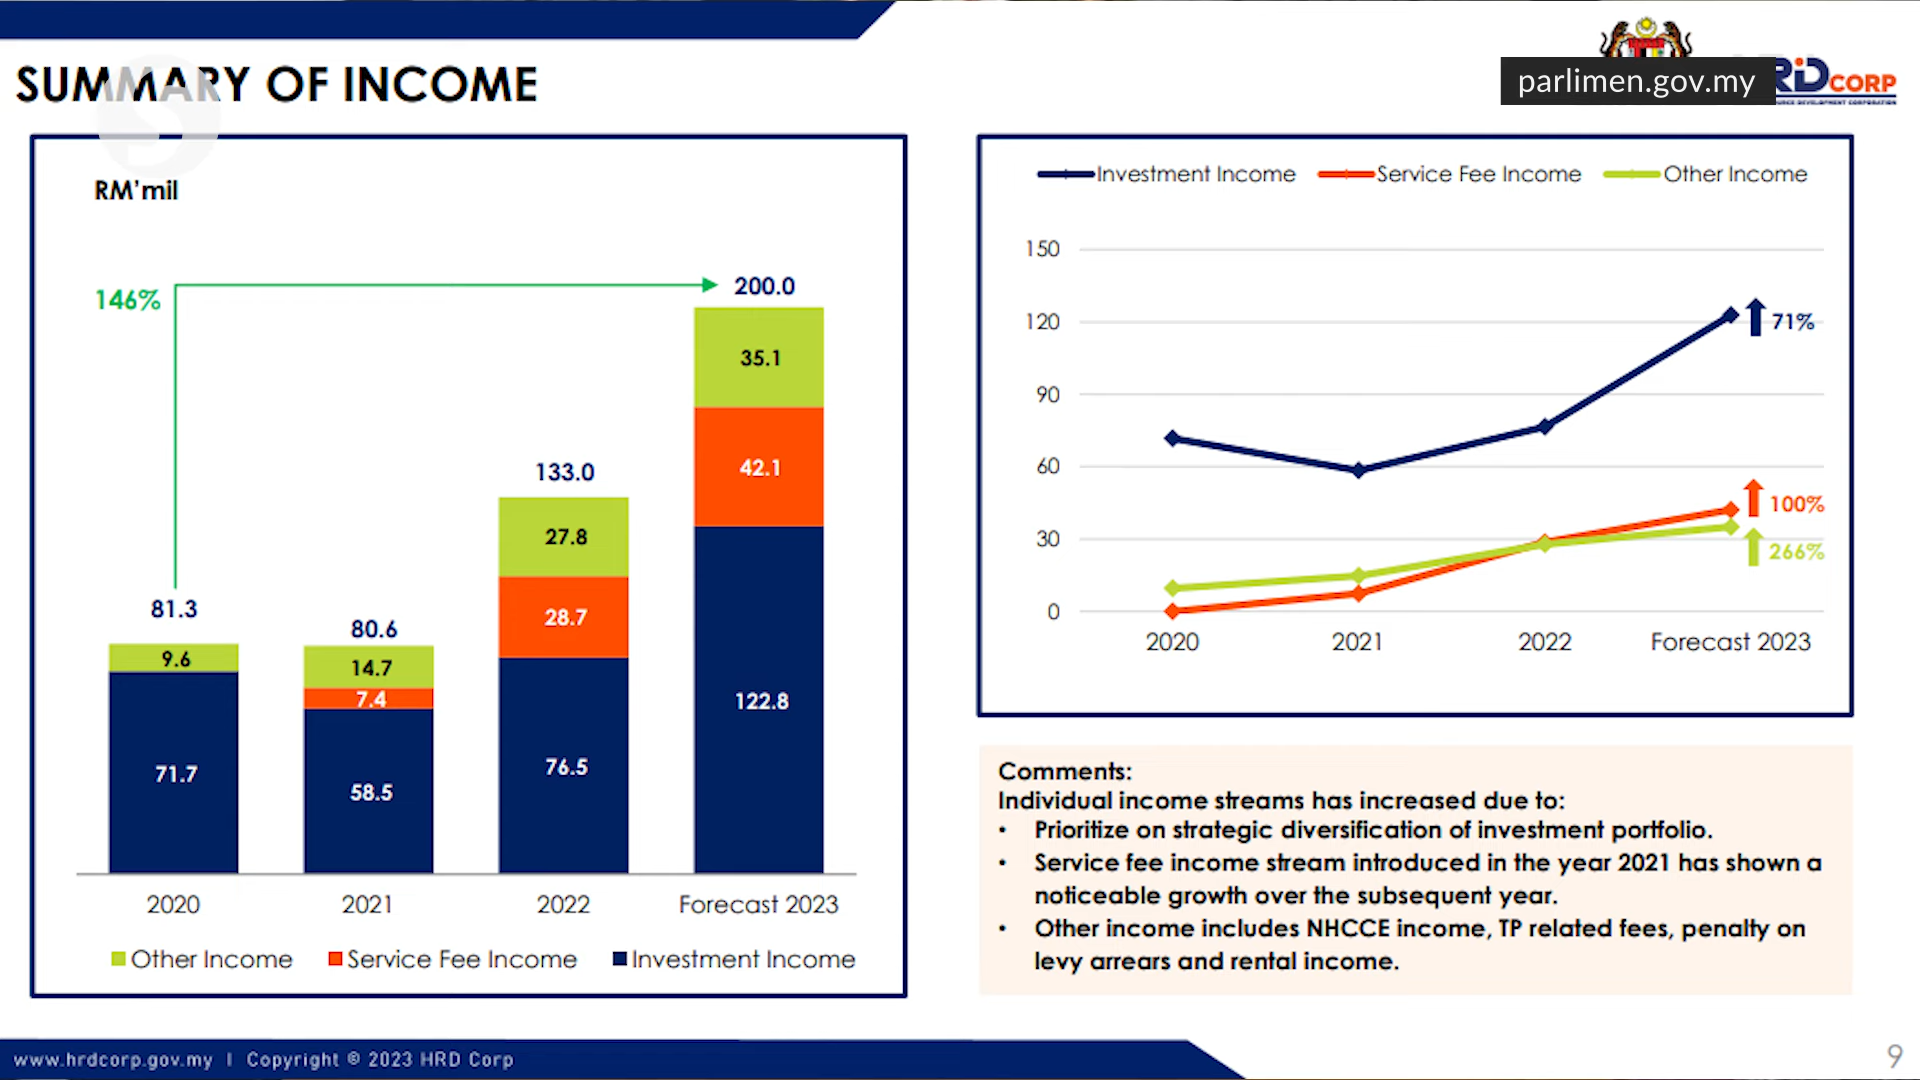 SUMMARY OF INCOME
parlimen.gov.my
RiD CORP
RM'mil
146%
200.0
35.1
42.1
122.8
133.0
27.8
28.7
76.5
81.3
9.6
71.7
80.6
14.7
7.4
58.5
2020
2021
2022
Forecast 2023
Other Income
Service Fee Income
Investment Income
Investment Income
Service Fee Income
Other Income
150
120
90
60
30
0
71%
100%
266%
2020
2021
2022
Forecast 2023
Comments:
Individual income streams has increased due to:
• Prioritize on strategic diversification of investment portfolio.
• Service fee income stream introduced in the year 2021 has shown a
noticeable growth over the subsequent year.
• Other income includes NHCCE income, TP related fees, penalty on
levy arrears and rental income.
www.hrdcorp.gov.my | Copyright © 2023 HRD Corp
9